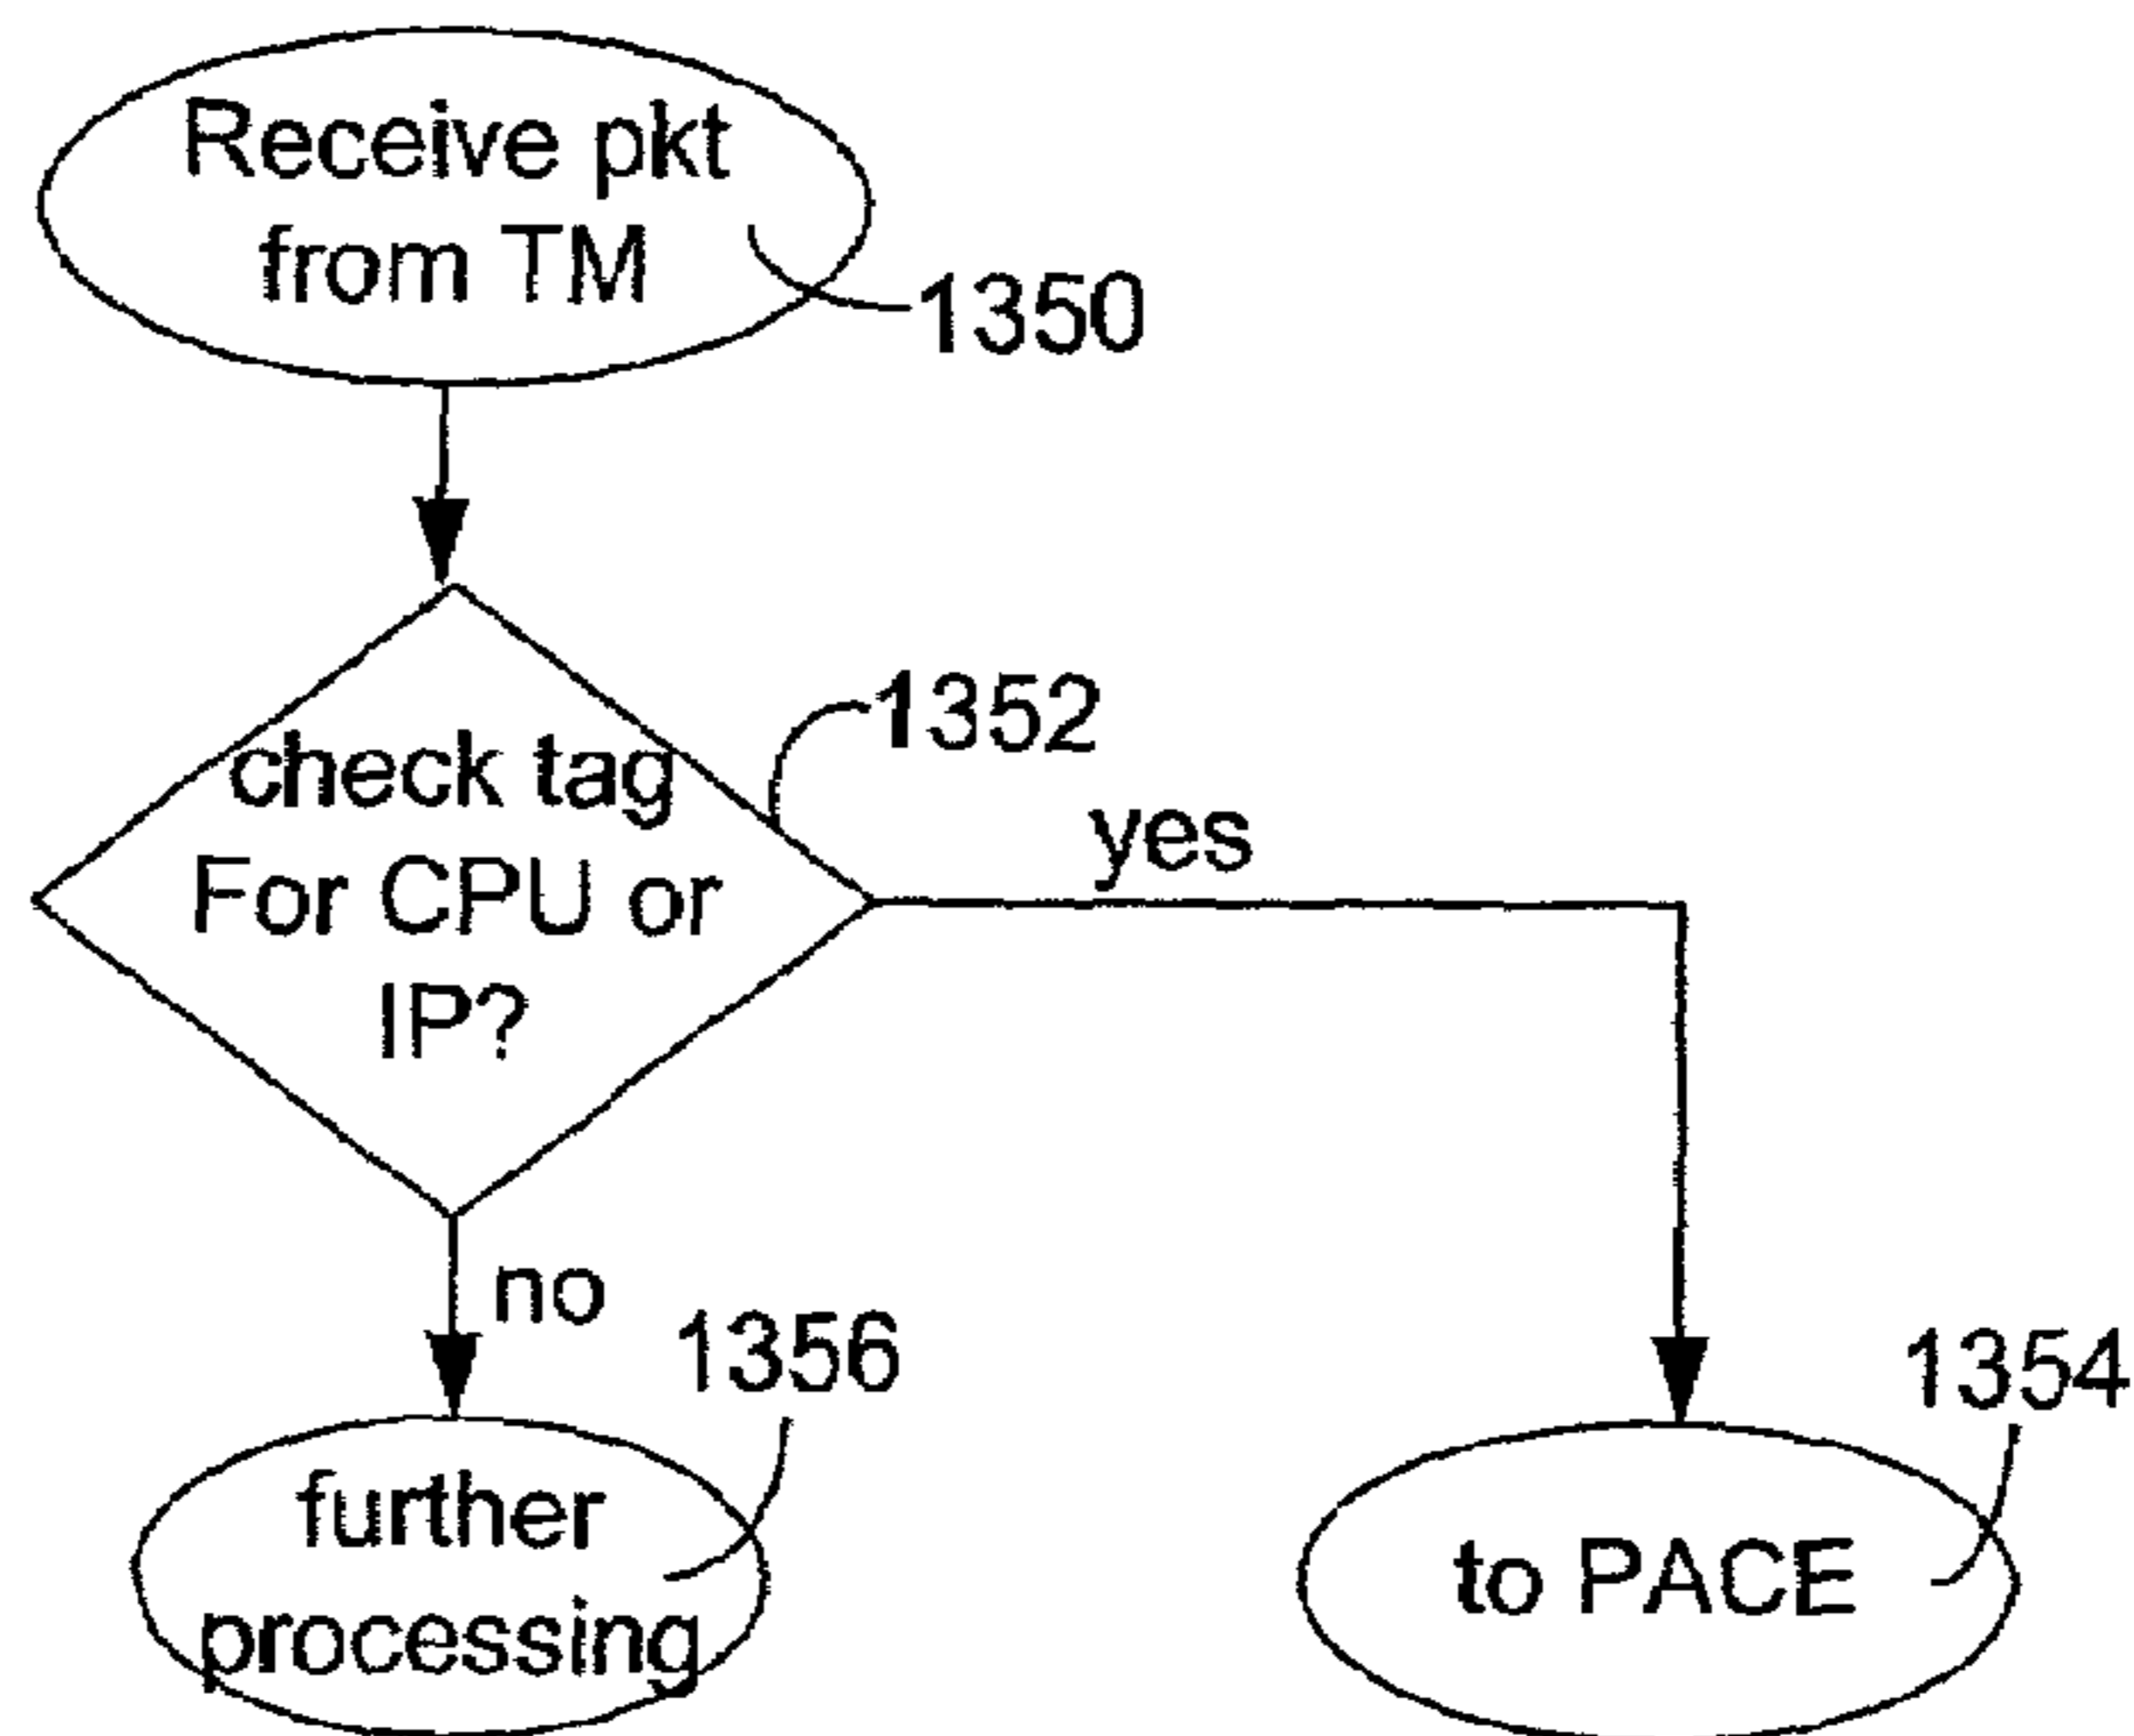 Receive pkt
from TM
1350
1352
check tag
For CPU or
IP?
yes
no
1356
further
processing
1354
to PACE